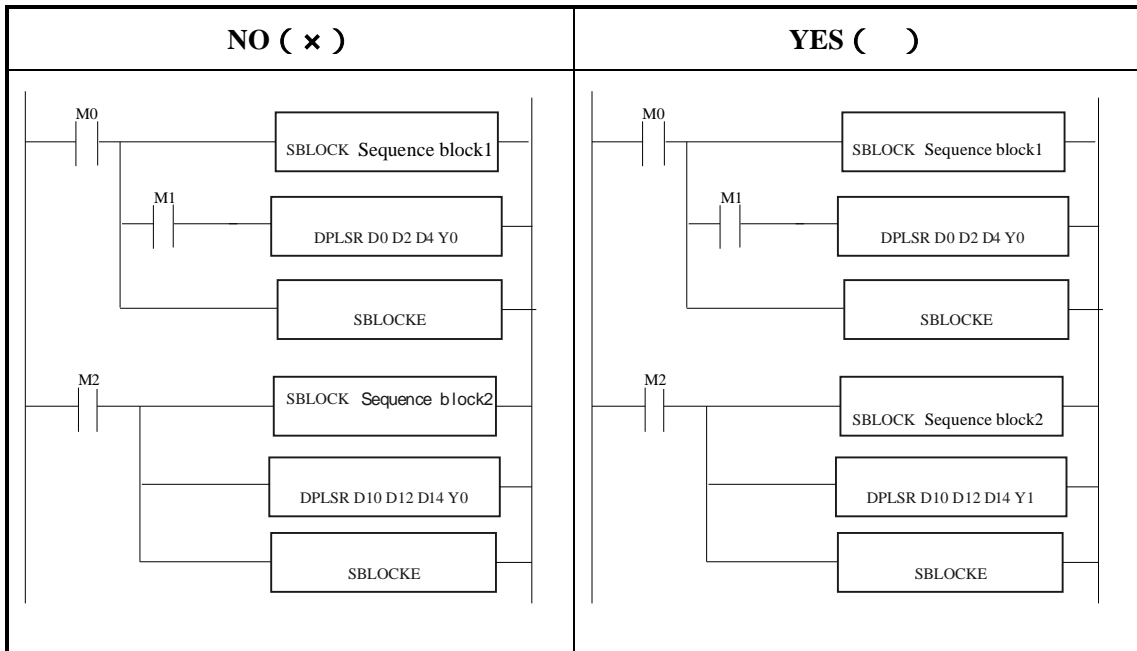 NO ( × )
YES ( )
M0
SBLOCK Sequence block1
M1
DPLSR D0 D2 D4 Y0
SBLOCKE
M2
SBLOCK Sequence block2
DPLSR D10 D12 D14 Y0
SBLOCKE
M0
SBLOCK Sequence block1
M1
DPLSR D0 D2 D4 Y0
SBLOCKE
M2
SBLOCK Sequence block2
DPLSR D10 D12 D14 Y1
SBLOCKE